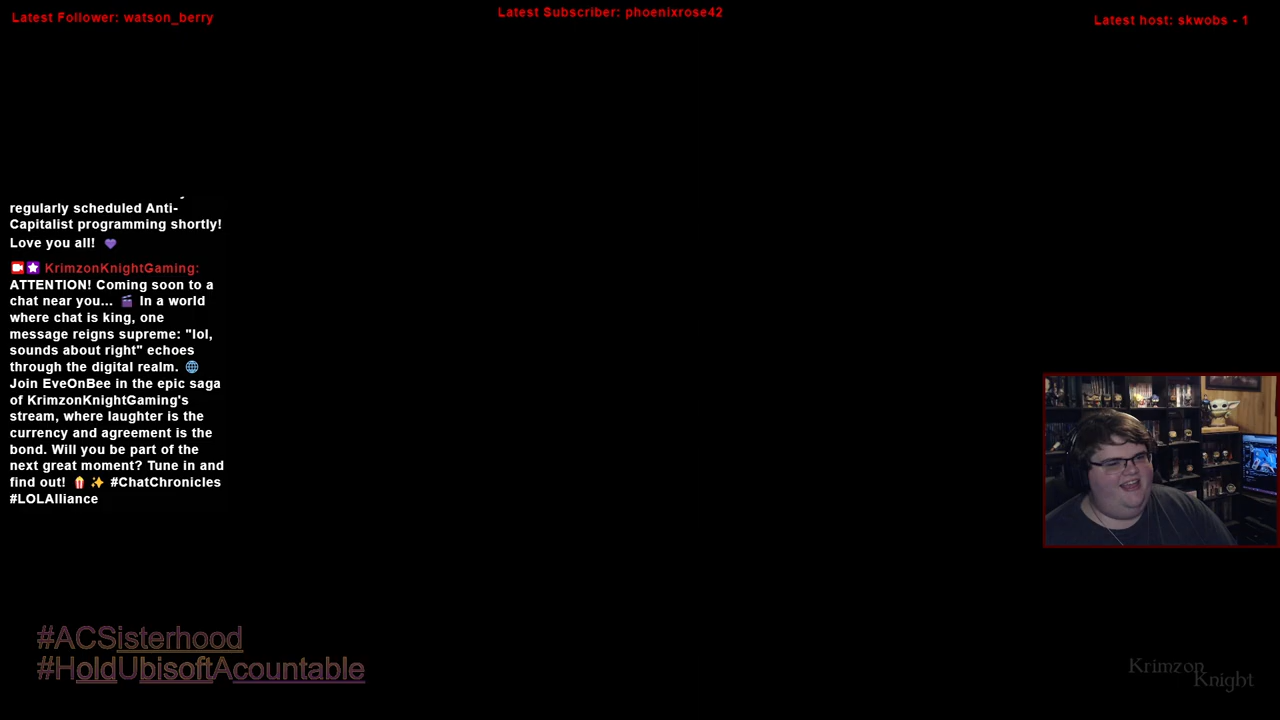 Latest Follower: watson_berry
Latest Subscriber: phoenixrose42
Latest host: skwobs - 1
regularly scheduled Anti-
Capitalist programming shortly!
Love you all! 💜
KrimzonKnightGaming:
ATTENTION! Coming soon to a
chat near you... 🎬 In a world
where chat is king, one
message reigns supreme: "lol,
sounds about right" echoes
through the digital realm. 🌐
Join EveOnBee in the epic saga
of KrimzonKnightGaming's
stream, where laughter is the
currency and agreement is the
bond. Will you be part of the
next great moment? Tune in and
find out! 🍿 ✨ #ChatChronicles
#LOLAlliance
#ACSisterhood
#HoldUbisoftAcountable
Krimzon
Knight